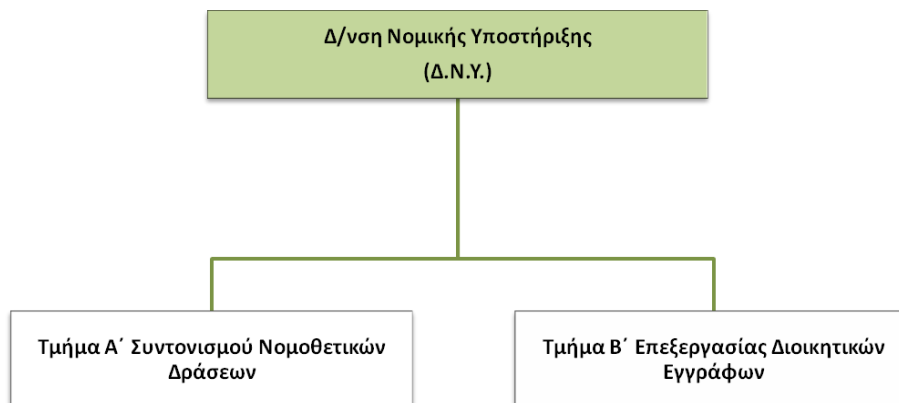 Δ/νση Νομικής Υποστήριξης
(Δ.Ν.Υ.)
Τμήμα Α΄ Συντονισμού Νομοθετικών
Δράσεων
Τμήμα Β΄ Επεξεργασίας Διοικητικών
Εγγράφων